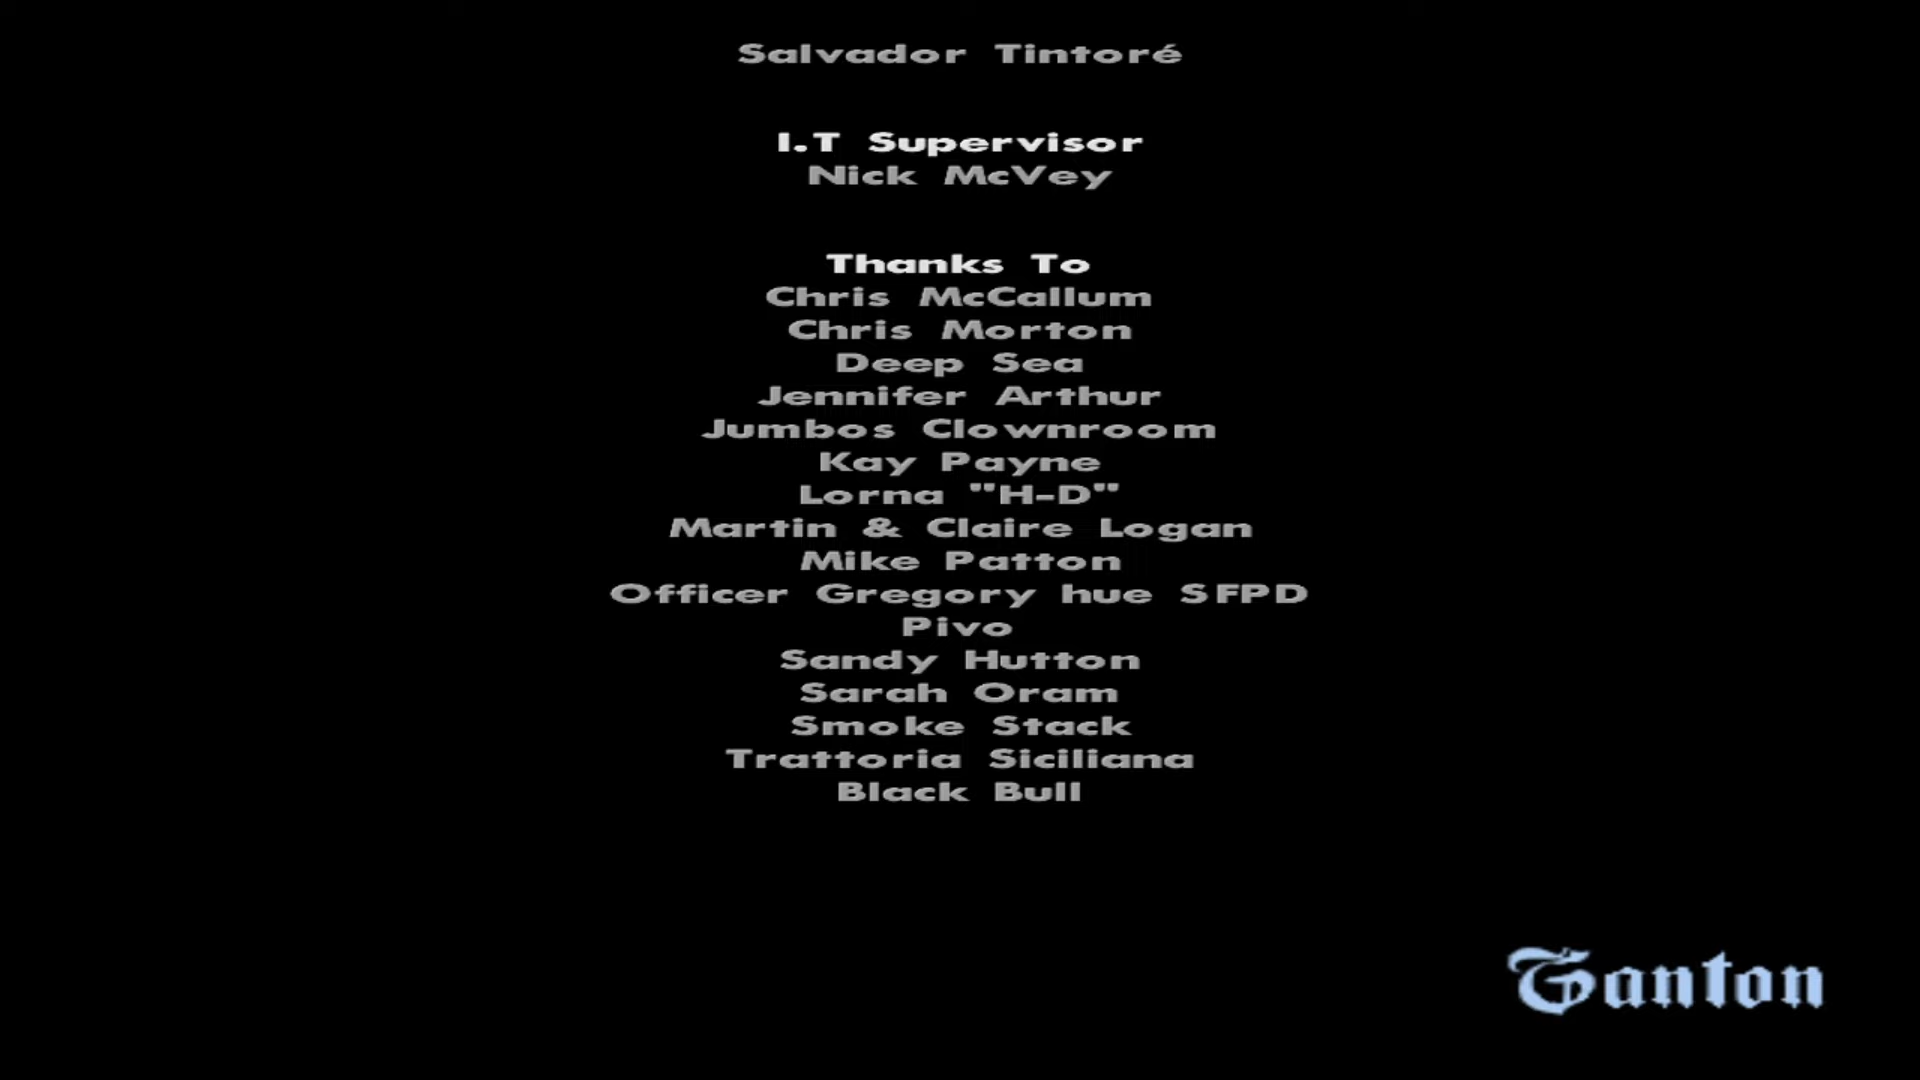 Salvador Tintoré
I.T Supervisor
Nick McVey
Thanks To
Chris McCallum
Chris Morton
Deep Sea
Jennifer Arthur
Jumbos Clownroom
Kay Payne
Lorna "H-D"
Martin & Claire Logan
Mike Patton
Officer Gregory hue SFPD
Pivo
Sandy Hutton
Sarah Oram
Smoke Stack
Trattoria Siciliana
Black Bull
Ganton